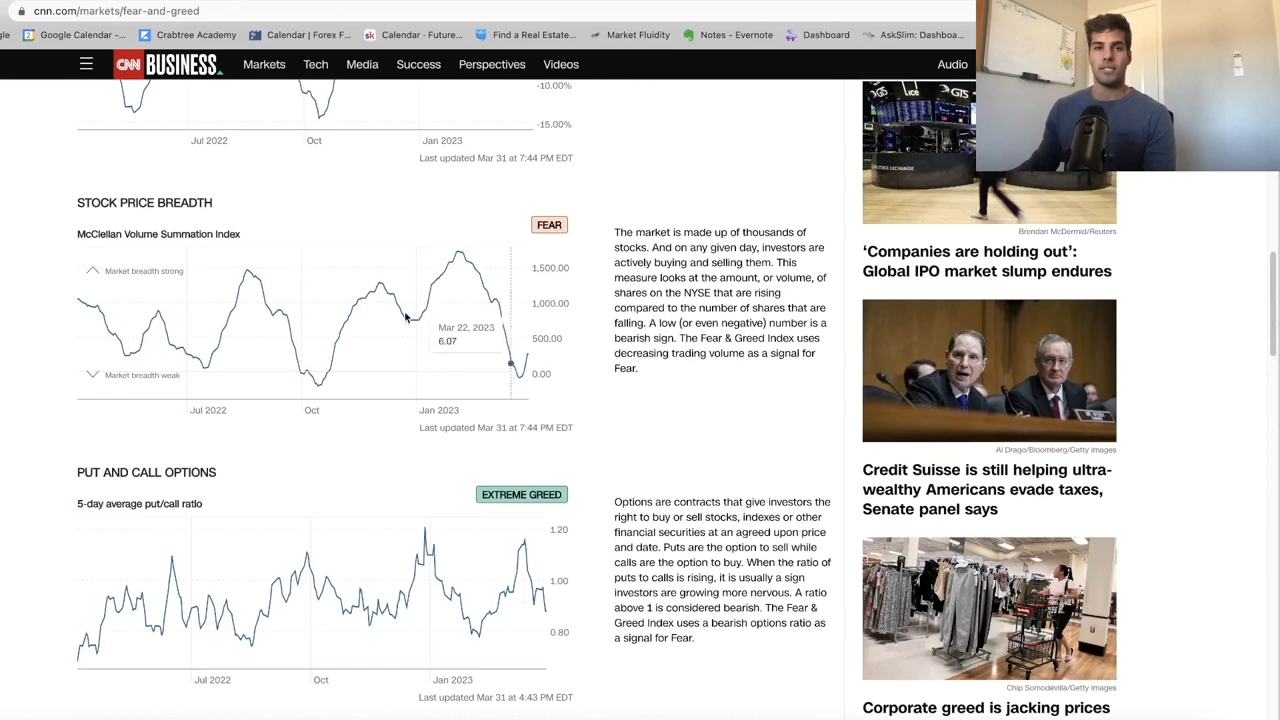 cnn.com/markets/fear-and-greed
gle
Google Calendar -...
Crabtree Academy
Calendar | Forex F...
Calendar - Future...
Find a Real Estate...
Market Fluidity
Notes - Evernote
Dashboard
AskSlim: Dashboa...
CNN BUSINESS
Markets
Tech
Media
Success
Perspectives
Videos
Audio
-10.00%
-15.00%
Jul 2022
Oct
Jan 2023
Last updated Mar 31 at 7:44 PM EDT
STOCK PRICE BREADTH
FEAR
McClellan Volume Summation Index
Market breadth strong
1,500.00
1,000.00
Mar 22, 2023
6.07
500.00
Market breadth weak
0.00
Jul 2022
Oct
Jan 2023
Last updated Mar 31 at 7:44 PM EDT
The market is made up of thousands of
stocks. And on any given day, investors are
actively buying and selling them. This
measure looks at the amount, or volume, of
shares on the NYSE that are rising
compared to the number of shares that are
falling. A low (or even negative) number is a
bearish sign. The Fear & Greed Index uses
decreasing trading volume as a signal for
Fear.
PUT AND CALL OPTIONS
EXTREME GREED
5-day average put/call ratio
1.20
1.00
0.80
Jul 2022
Oct
Jan 2023
Last updated Mar 31 at 4:43 PM EDT
Options are contracts that give investors the
right to buy or sell stocks, indexes or other
financial securities at an agreed upon price
and date. Puts are the option to sell while
calls are the option to buy. When the ratio of
puts to calls is rising, it is usually a sign
investors are growing more nervous. A ratio
above 1 is considered bearish. The Fear &
Greed Index uses a bearish options ratio as
a signal for Fear.
GTS
Brendan McDermid/Reuters
‘Companies are holding out’:
Global IPO market slump endures
Al Drago/Bloomberg/Getty Images
Credit Suisse is still helping ultra-
wealthy Americans evade taxes,
Senate panel says
Chip Somodevilla/Getty Images
Corporate greed is jacking prices